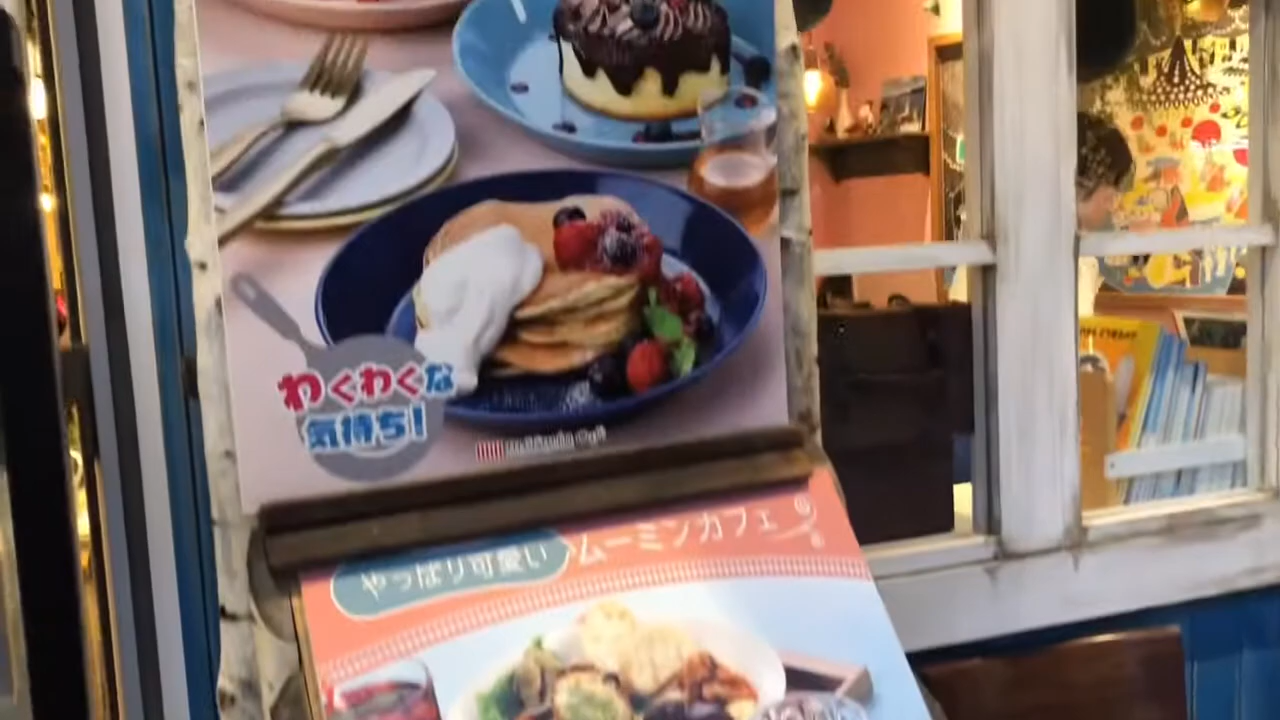 わくわくな
気持ち!
やっぱり可愛い
ムーミンカフェ